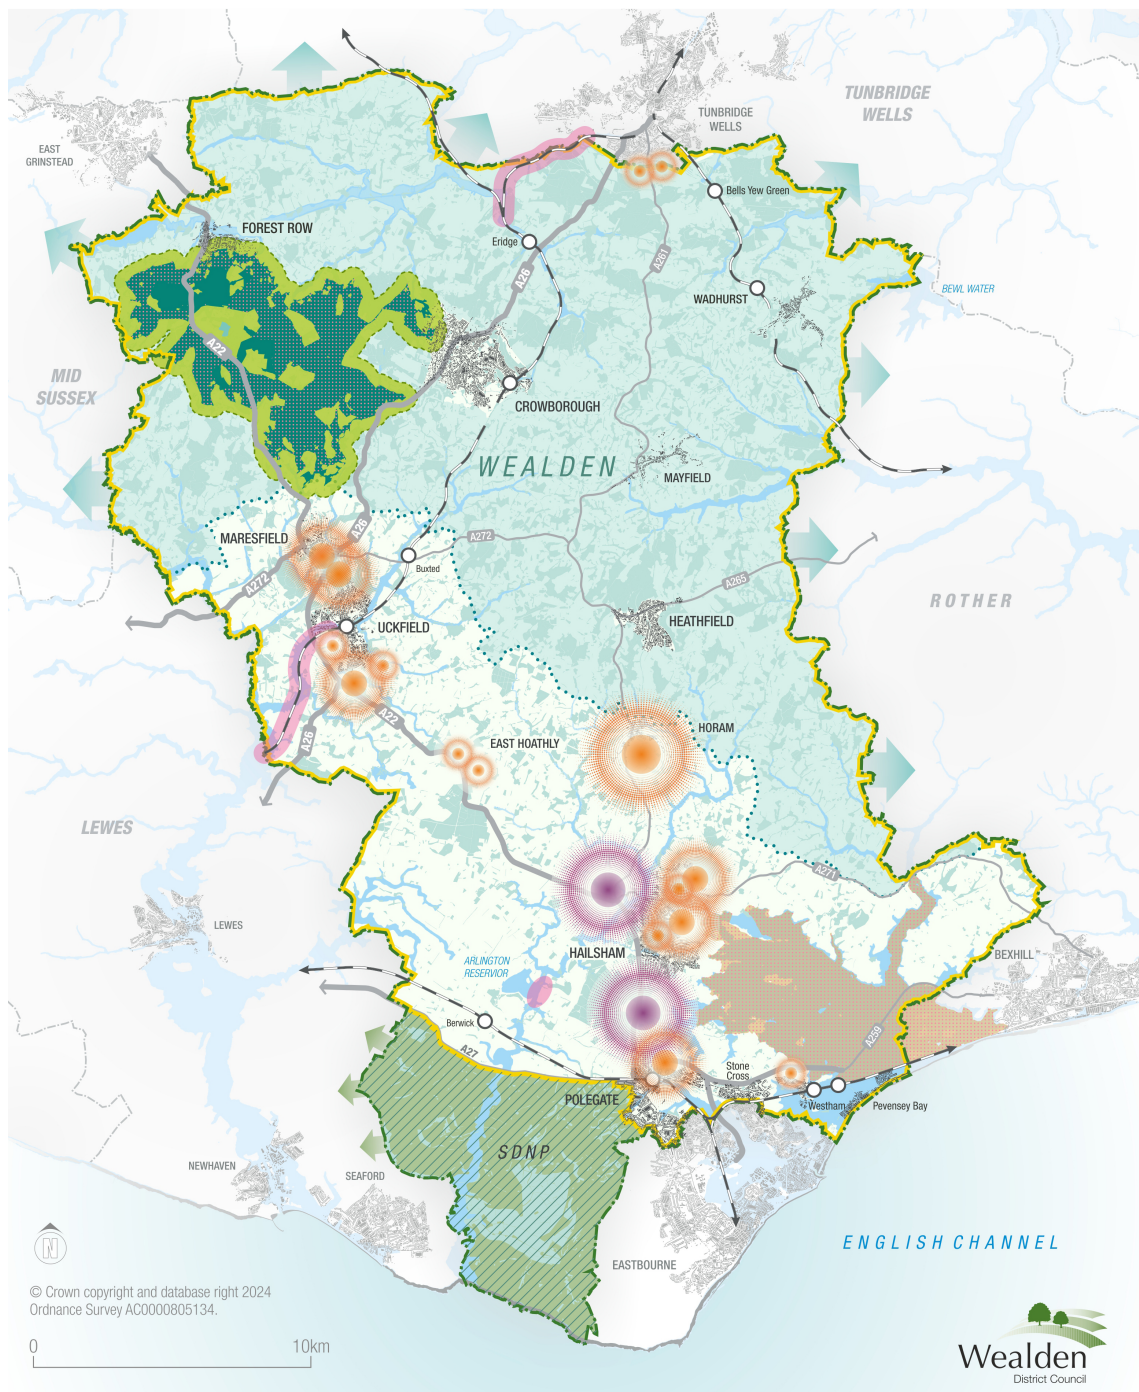 TUNBRIDGE
WELLS
TUNBRIDGE
WELLS
EAST
GRINSTEAD
Bells Yew Green
FOREST ROW
Eridge
A26
A261
WADHURST
BEWL WATER
A22
MID
SUSSEX
CROWBOROUGH
WEALDEN
MAYFIELD
MARESFIELD
A26
A272
Buxted
A272
A265
ROTHER
HEATHFIELD
UCKFIELD
A22
A26
EAST HOATHLY
HORAM
LEWES
A271
LEWES
HAILSHAM
ARLINGTON
RESERVIOR
BEXHILL
Berwick
A27
A259
Stone
Cross
POLEGATE
Westham
Pevensey Bay
SDNP
NEWHAVEN
SEAFORD
EASTBOURNE
ENGLISH CHANNEL
N
© Crown copyright and database right 2024
Ordnance Survey AC0000805134.
0
10km
Wealden
District Council